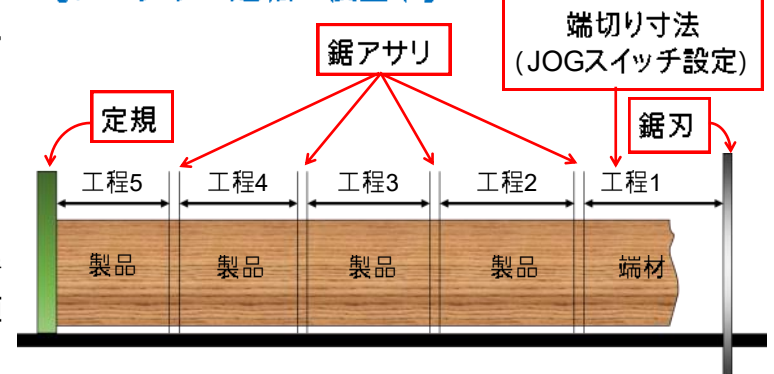 端切り寸法
(JOGスイッチ設定)
鋸アサリ
定規
鋸刃
工程5
工程4
工程3
工程2
工程1
製品
製品
製品
製品
端材